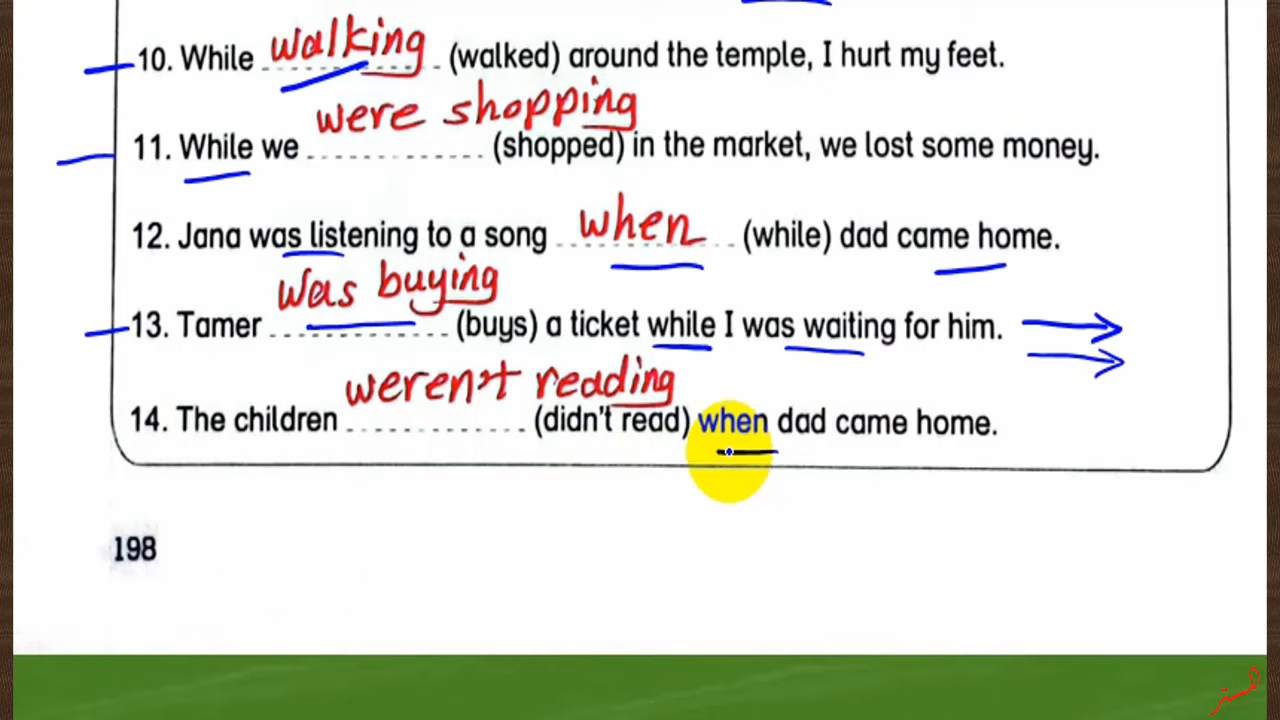 walking
10. While .................. (walked) around the temple, I hurt my feet.
were shopping
11. While we .................. (shopped) in the market, we lost some money.
when
12. Jana was listening to a song .................. (while) dad came home.
was buying
13. Tamer .................. (buys) a ticket while I was waiting for him.
weren't reading
14. The children .................. (didn't read) when dad came home.
198